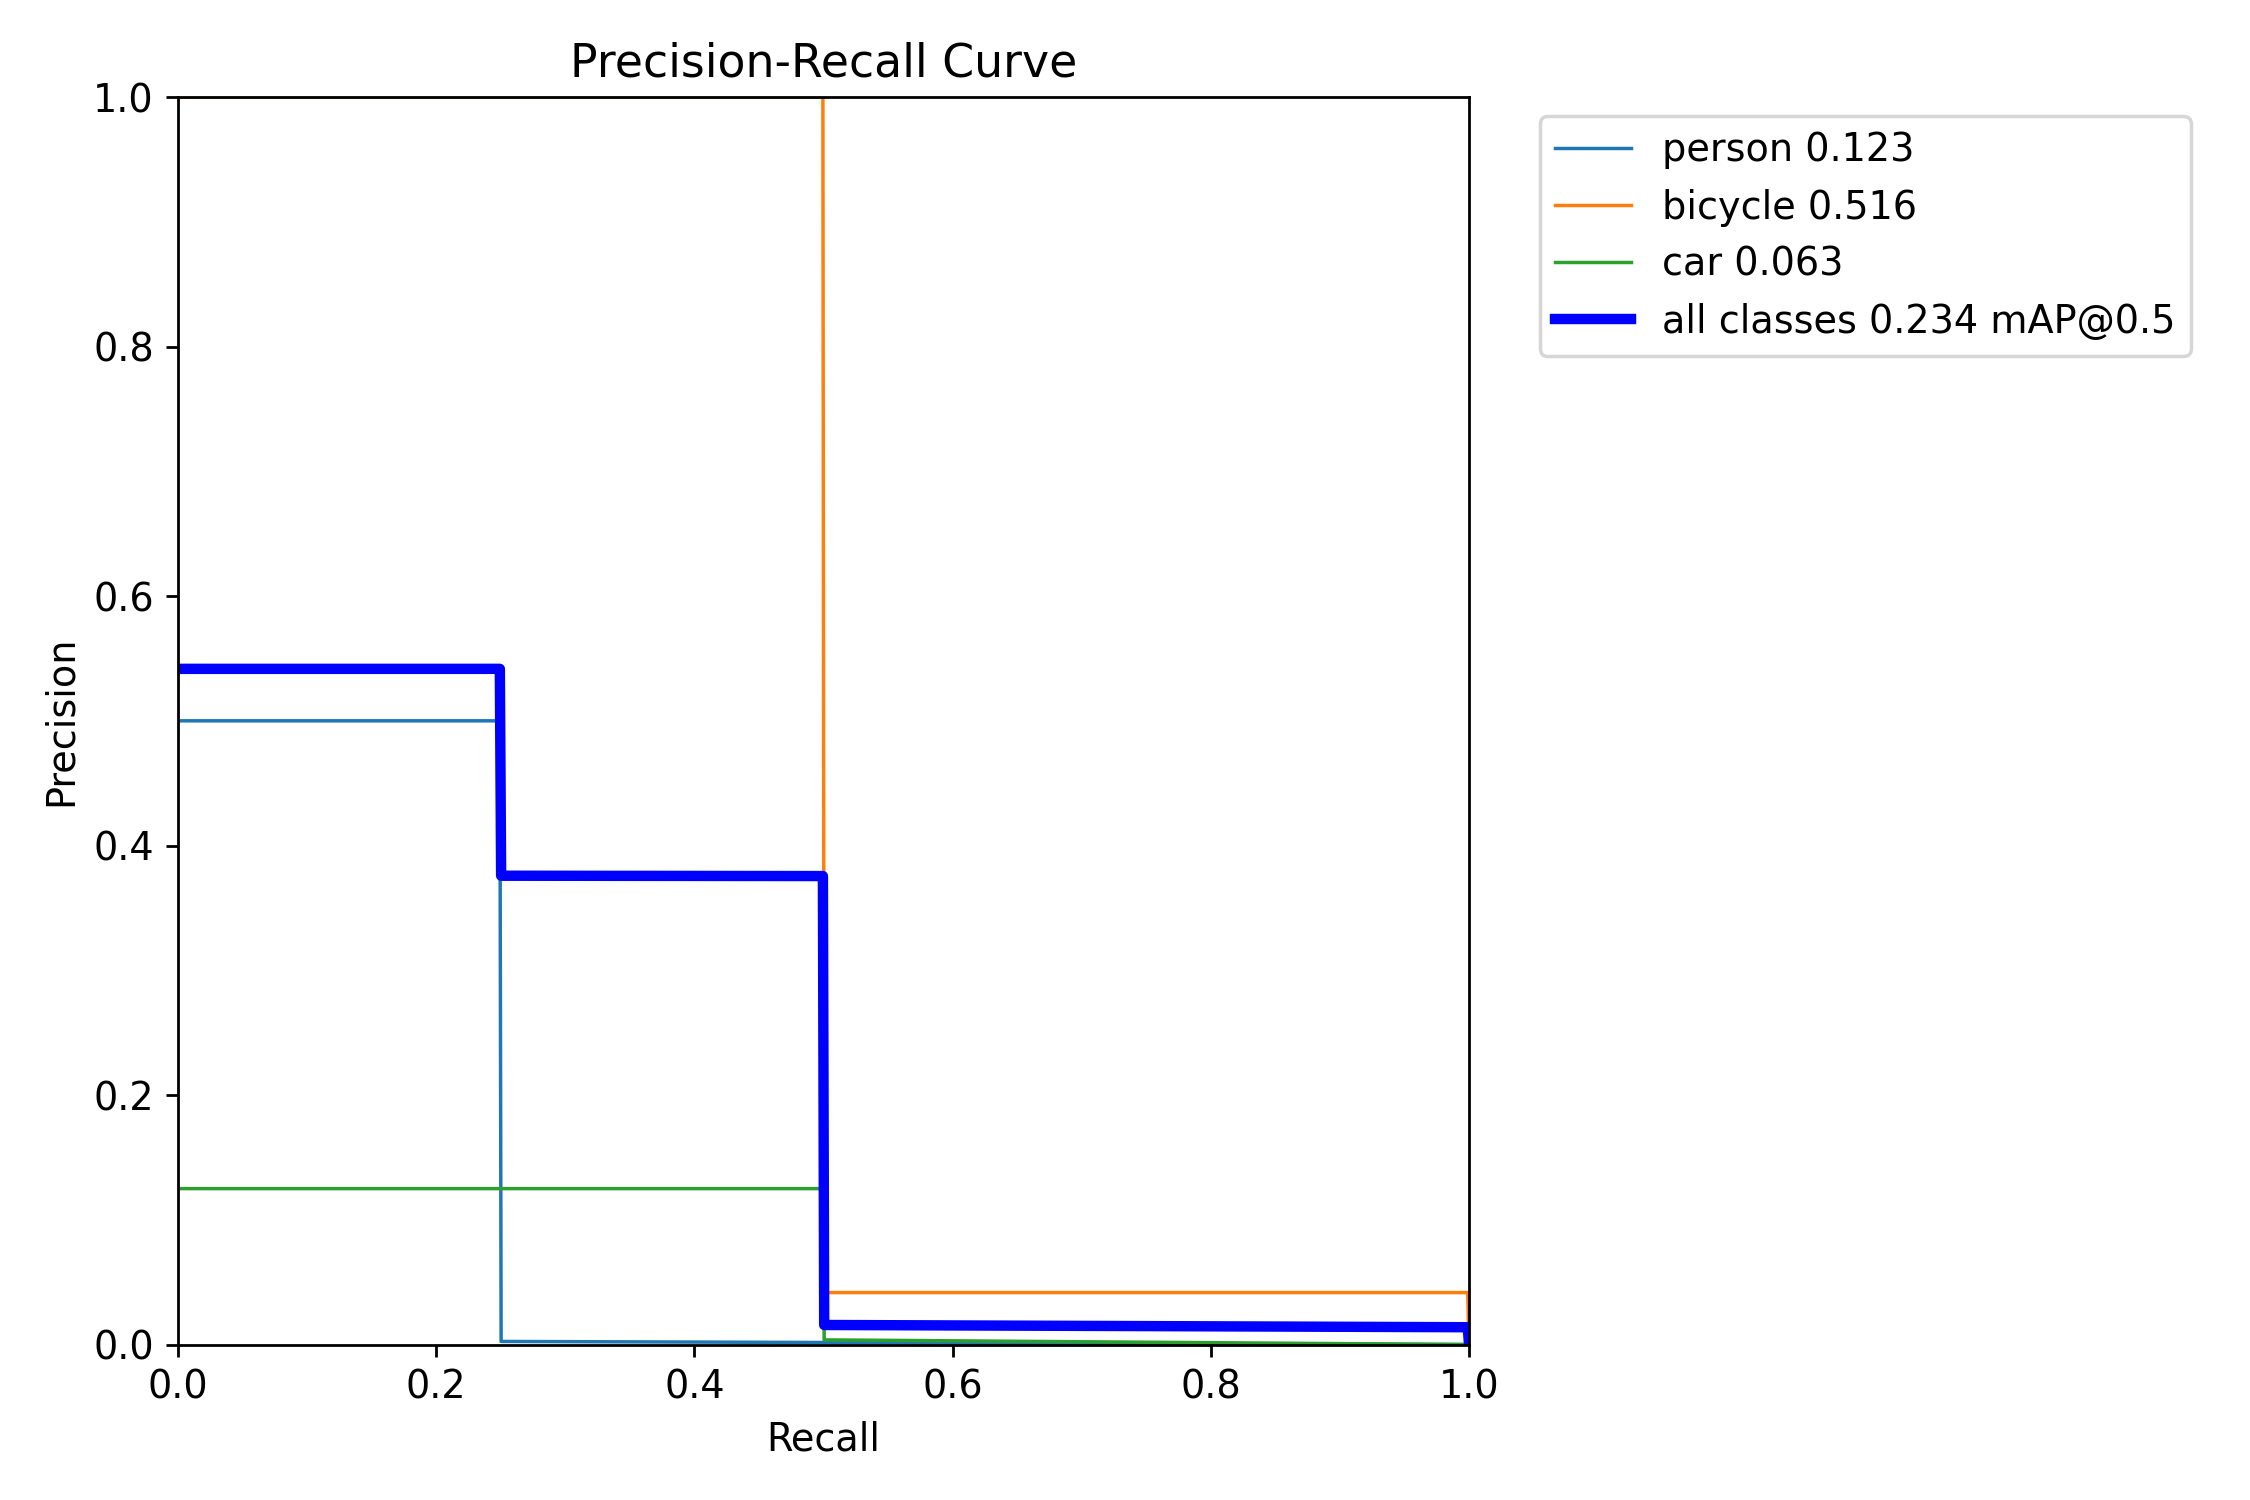 Precision-Recall Curve
1.0
0.8
0.6
0.4
0.2
0.0
Precision
0.0 0.2 0.4 0.6 0.8 1.0
Recall
person 0.123
bicycle 0.516
car 0.063
all classes 0.234 mAP@0.5